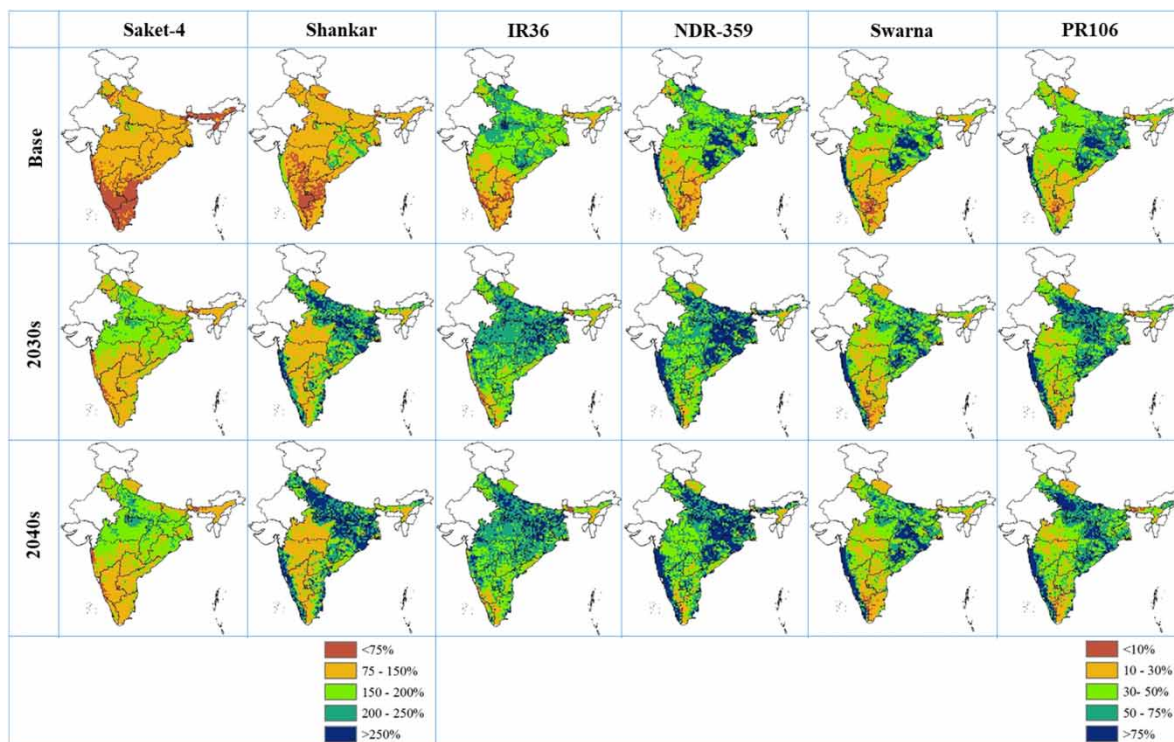 Saket-4 Shankar IR36 NDR-359 Swarna PR106
Base
2030s
2040s
<75% <10%
75 - 150% 10 - 30%
150 - 200% 30- 50%
200 - 250% 50 - 75%
>250% >75%